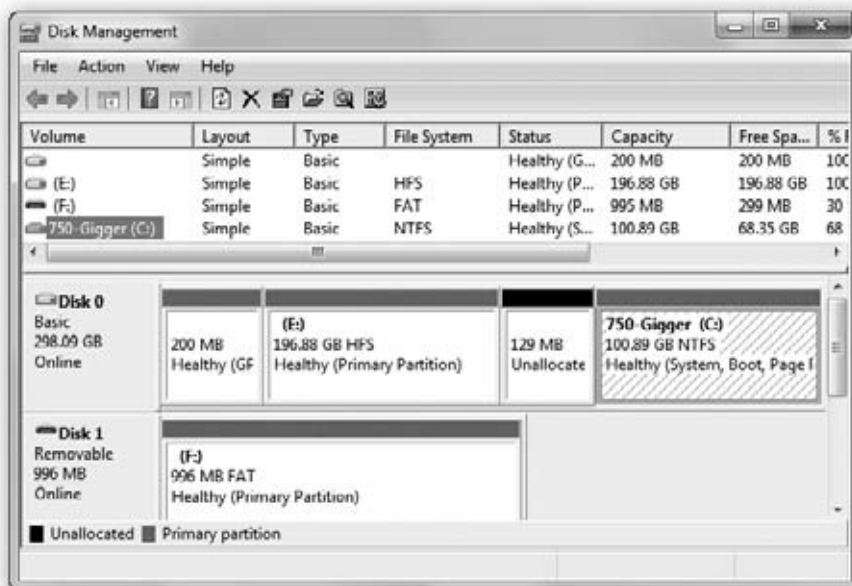 Disk Management
File Action View Help
Volume Layout Type File System Status Capacity Free Spa... %
Simple Basic Healthy (G... 200 MB 200 MB 100
(E:) Simple Basic HFS Healthy (P... 196.88 GB 196.88 GB 100
(F:) Simple Basic FAT Healthy (P... 995 MB 299 MB 30
750-Gigger (C:) Simple Basic NTFS Healthy (S... 100.89 GB 68.35 GB 68
Disk 0
Basic
298.09 GB
Online
200 MB
Healthy (GF
(E:)
196.88 GB HFS
Healthy (Primary Partition)
129 MB
Unallocate
750-Gigger (C:)
100.89 GB NTFS
Healthy (System, Boot, Page
Disk 1
Removable
996 MB
Online
(F:)
996 MB FAT
Healthy (Primary Partition)
Unallocated Primary partition